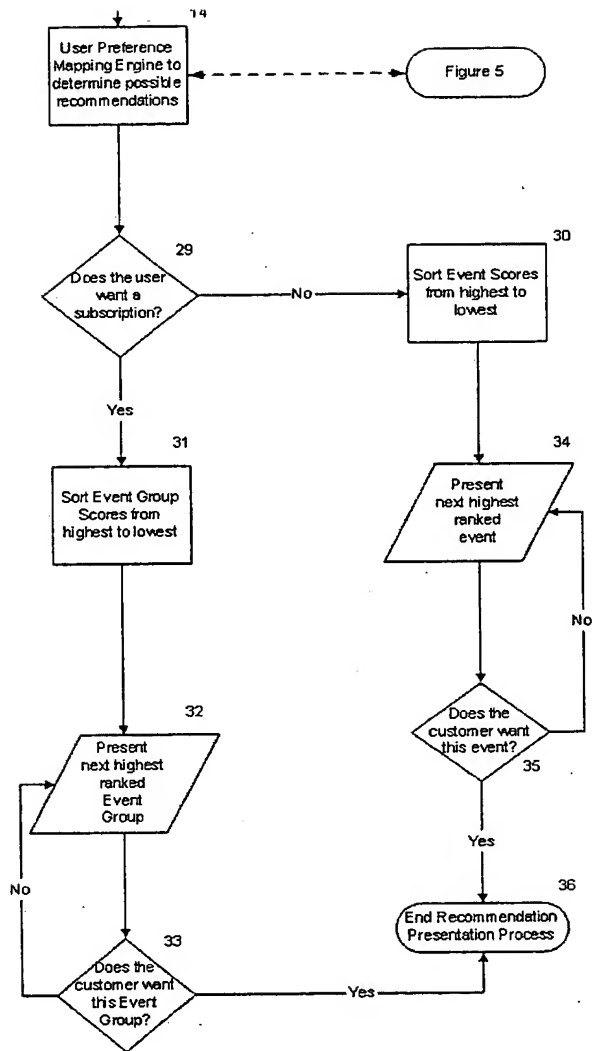 14
User Preference
Mapping Engine to
determine possible
recommendations
Figure 5
29
Does the user
want a
subscription?
No
30
Sort Event Scores
from highest to
lowest
Yes
31
Sort Event Group
Scores from
highest to lowest
34
Present
next highest
ranked
event
No
32
Present
next highest
ranked
Event
Group
Does the
customer want
this event?
35
No
Yes
33
Does the
customer want
this Event
Group?
Yes
36
End Recommendation
Presentation Process